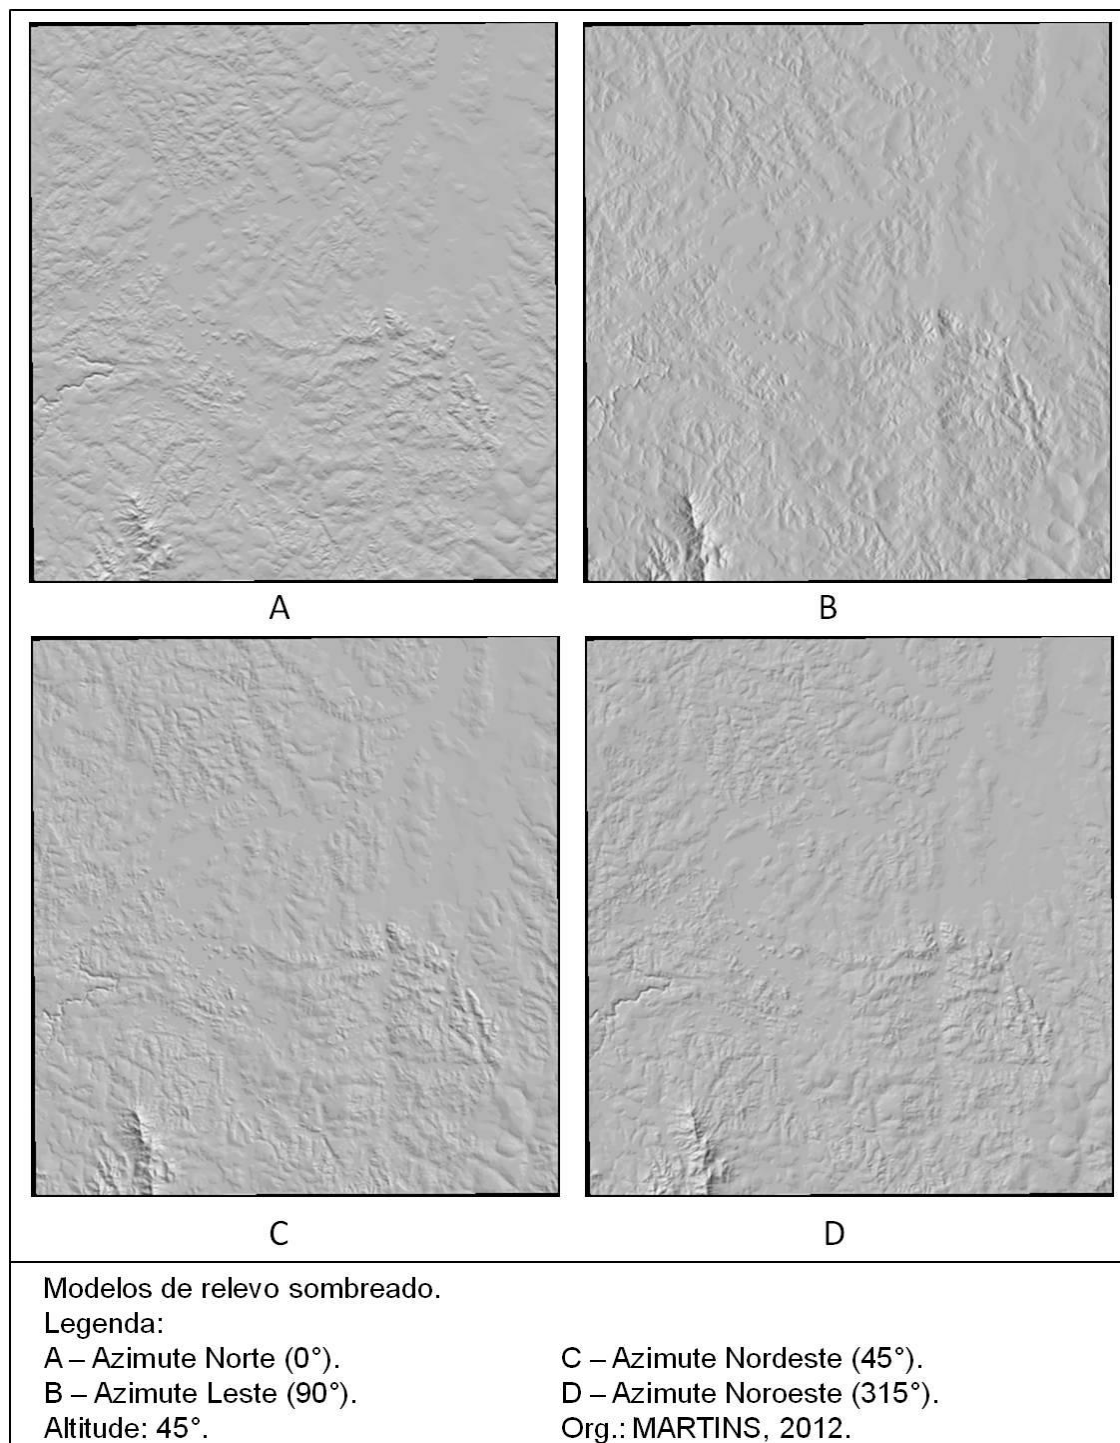 A
B
C
D
Modelos de relevo sombreado.
Legenda:
A – Azimute Norte (0°).
C – Azimute Nordeste (45°).
B – Azimute Leste (90°).
D – Azimute Noroeste (315°).
Altitude: 45°.
Org.: MARTINS, 2012.